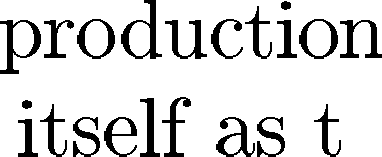 production
itself as t